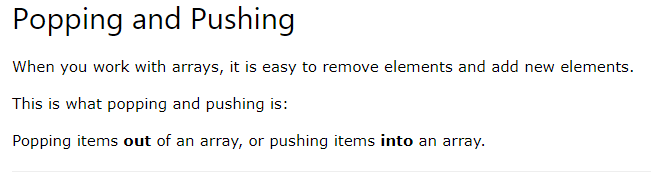 Popping and Pushing
When you work with arrays, it is easy to remove elements and add new elements.
This is what popping and pushing is:
Popping items out of an array, or pushing items into an array.